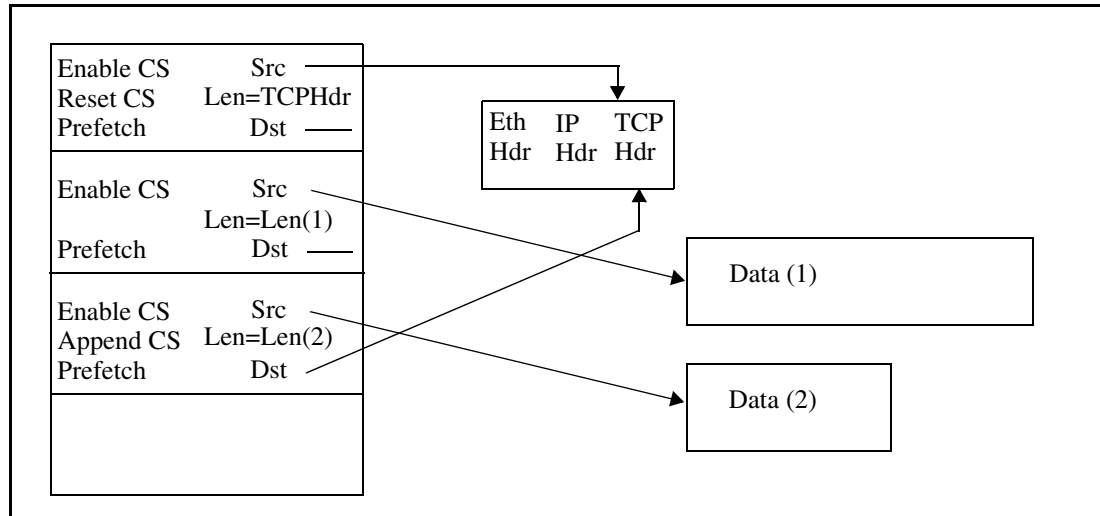 Enable CS Src
Reset CS Len=TCPHdr
Prefetch Dst
Enable CS Src
Len=Len(1)
Prefetch Dst
Enable CS Src
Append CS Len=Len(2)
Prefetch Dst
Eth IP TCP
Hdr Hdr Hdr
Data (1)
Data (2)